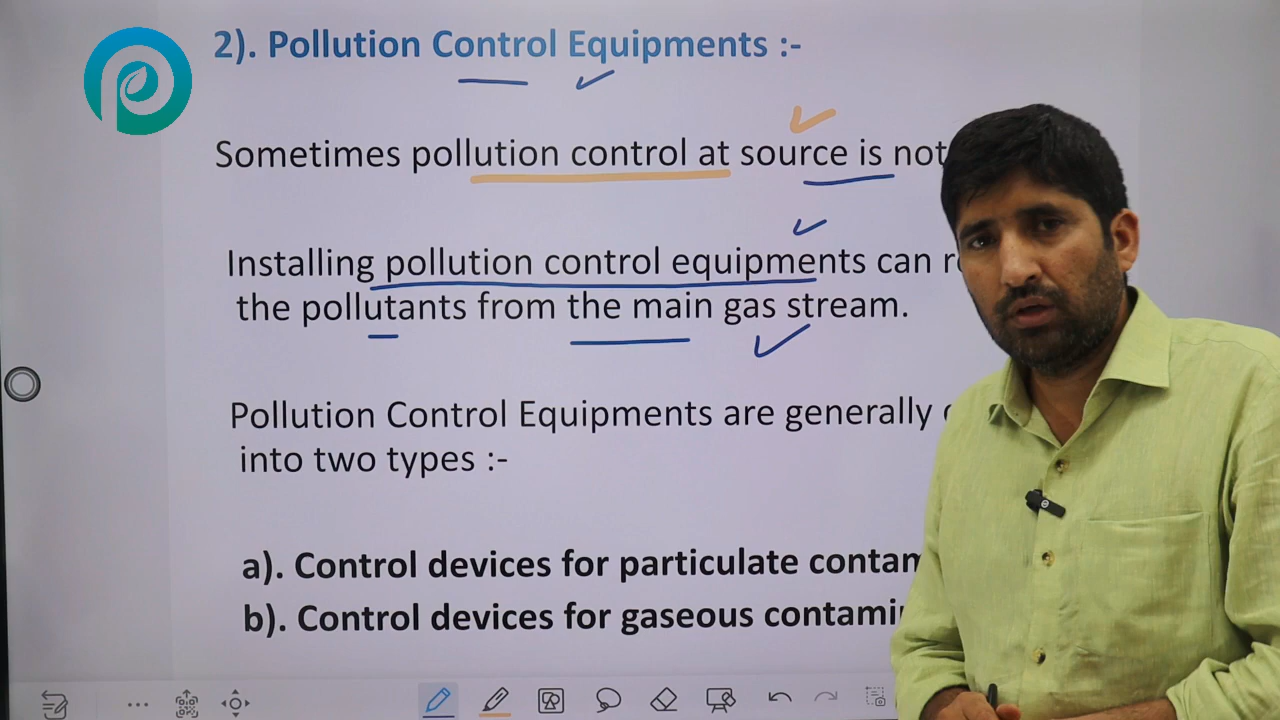 2). Pollution Control Equipments :-
Sometimes pollution control at source is not
Installing pollution control equipments can
the pollutants from the main gas stream.
Pollution Control Equipments are generally
into two types :-
a). Control devices for particulate
b). Control devices for gaseous